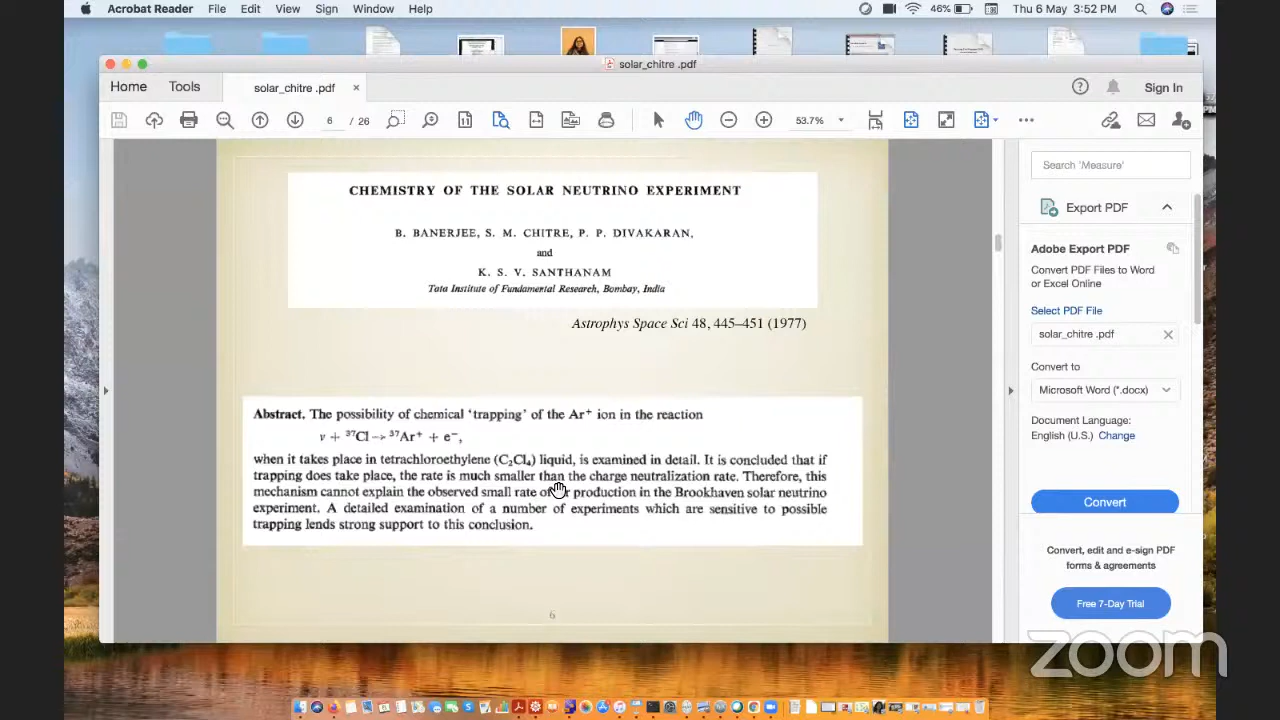 Acrobat Reader File Edit View Sign Window Help 46% Thu 6 May 3:52 PM
solar_chitre .pdf
Home Tools solar_chitre .pdf × Sign In
6 / 26 53.7%
Search 'Measure'
Export PDF
Adobe Export PDF
Convert PDF Files to Word
or Excel Online
Select PDF File
solar_chitre .pdf
Convert to
Microsoft Word (*.docx)
Document Language:
English (U.S.) Change
Convert
Convert, edit and e-sign PDF
forms & agreements
Free 7-Day Trial
CHEMISTRY OF THE SOLAR NEUTRINO EXPERIMENT
B. BANERJEE, S. M. CHITRE, P. P. DIVAKARAN,
and
K. S. V. SANTHANAM
Tata Institute of Fundamental Research, Bombay, India
Astrophys Space Sci 48, 445–451 (1977)
Abstract. The possibility of chemical 'trapping' of the Ar⁺ ion in the reaction
ν + ³⁷Cl → ³⁷Ar⁺ + e⁻,
when it takes place in tetrachloroethylene (C₂Cl₄) liquid, is examined in detail. It is concluded that if
trapping does take place, the rate is much smaller than the charge neutralization rate. Therefore, this
mechanism cannot explain the observed small rate of production in the Brookhaven solar neutrino
experiment. A detailed examination of a number of experiments which are sensitive to possible
trapping lends strong support to this conclusion.
6
zoom